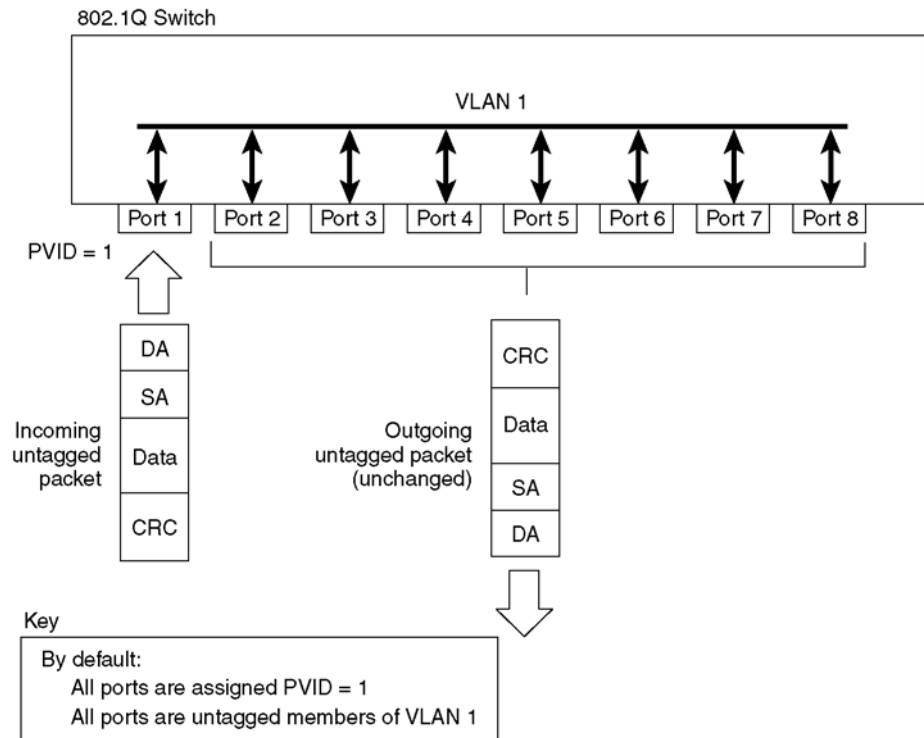 802.1Q Switch
VLAN 1
Port 1
Port 2
Port 3
Port 4
Port 5
Port 6
Port 7
Port 8
PVID = 1
DA
SA
Data
CRC
Incoming
untagged
packet
CRC
Data
SA
DA
Outgoing
untagged packet
(unchanged)
Key
By default:
All ports are assigned PVID = 1
All ports are untagged members of VLAN 1